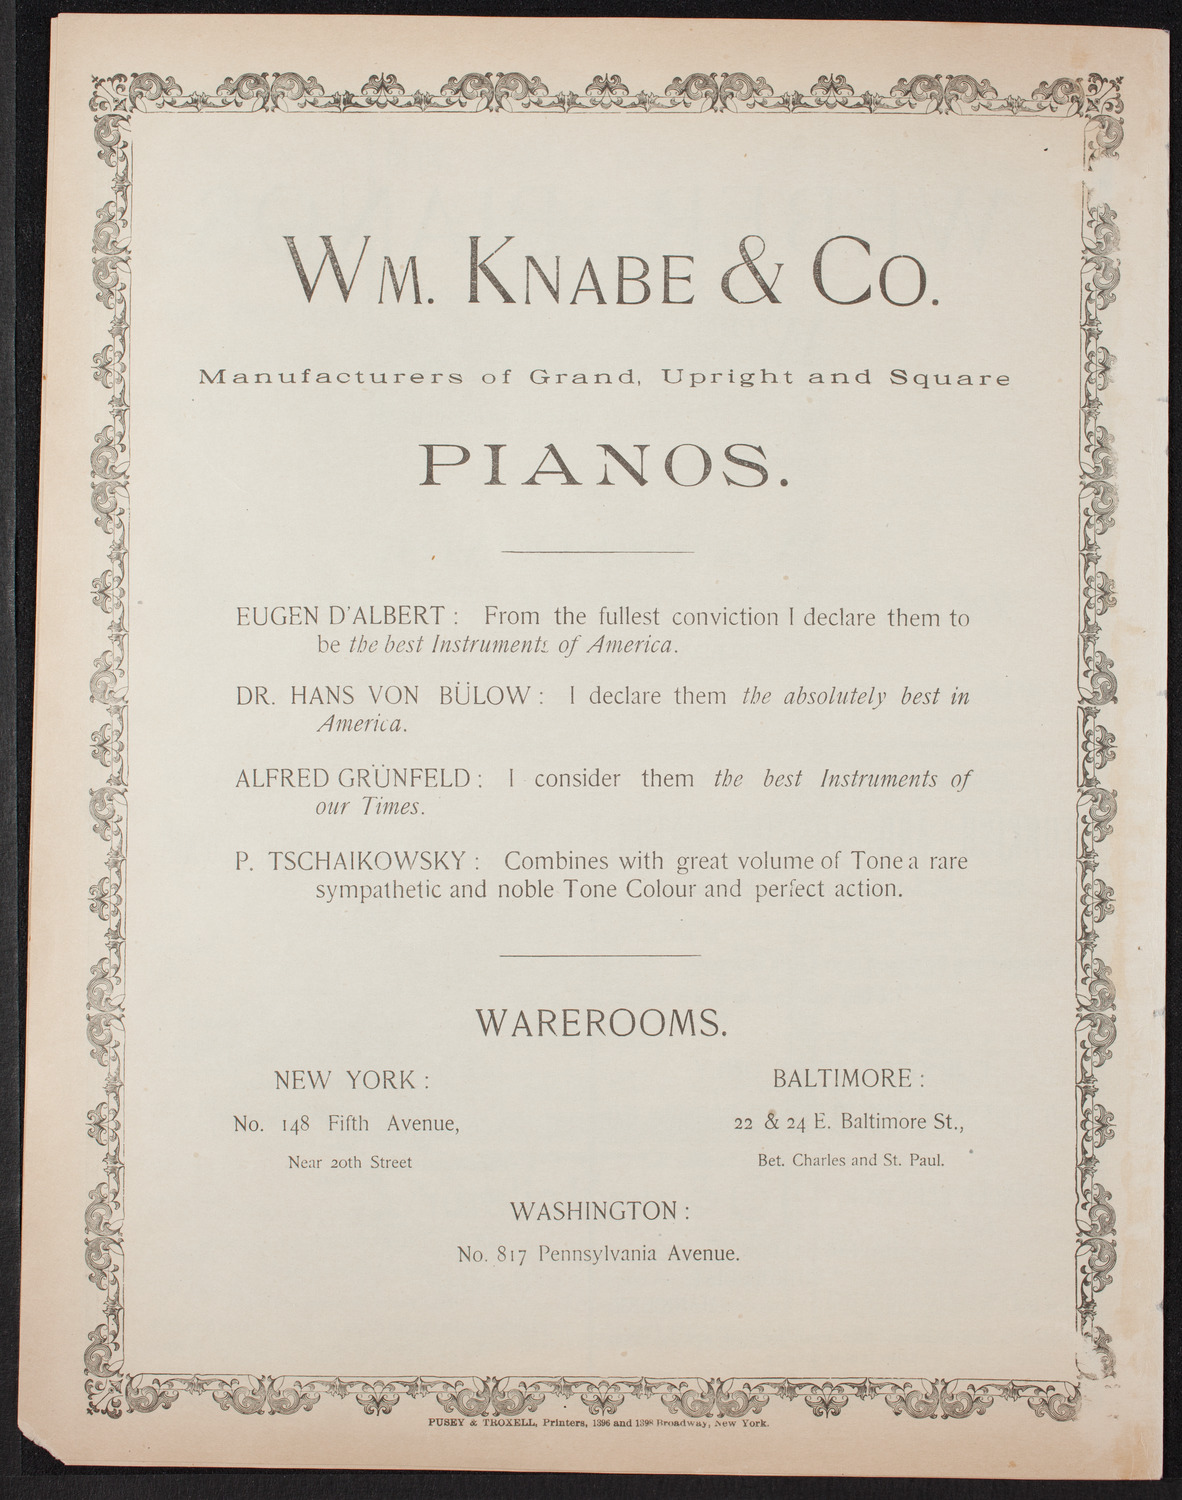 WM. KNABE & CO.
Manufacturers of Grand, Upright and Square
PIANOS.
EUGEN D'ALBERT : From the fullest conviction I declare them to
be the best Instruments of America.
DR. HANS VON BÜLOW : I declare them the absolutely best in
America.
ALFRED GRÜNFELD : I consider them the best Instruments of
our Times.
P. TSCHAIKOWSKY : Combines with great volume of Tone a rare
sympathetic and noble Tone Colour and perfect action.
WAREROOMS.
NEW YORK :
No. 148 Fifth Avenue,
Near 20th Street
BALTIMORE :
22 & 24 E. Baltimore St.,
Bet. Charles and St. Paul.
WASHINGTON :
No. 817 Pennsylvania Avenue.
PUSEY & TROXELL, Printers, 1396 and 1398 Broadway, New York.